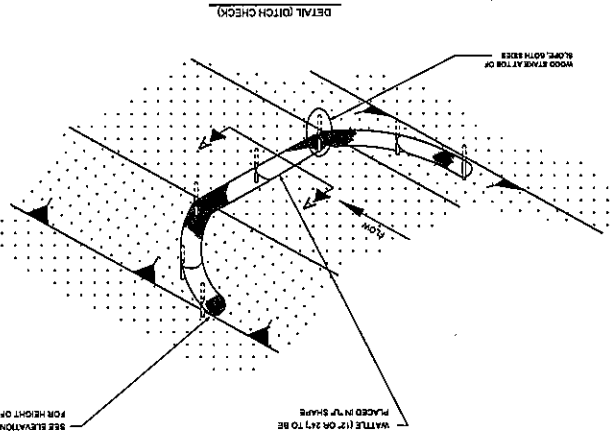 SEE ELEVATION
FOR HEIGHT OF
WATTLE (12" OR 24") TO BE
PLACED IN "U" SHAPE
FLOW
WOOD STAKE AT TOE OF
SLOPE, BOTH SIDES
DETAIL (DITCH CHECK)